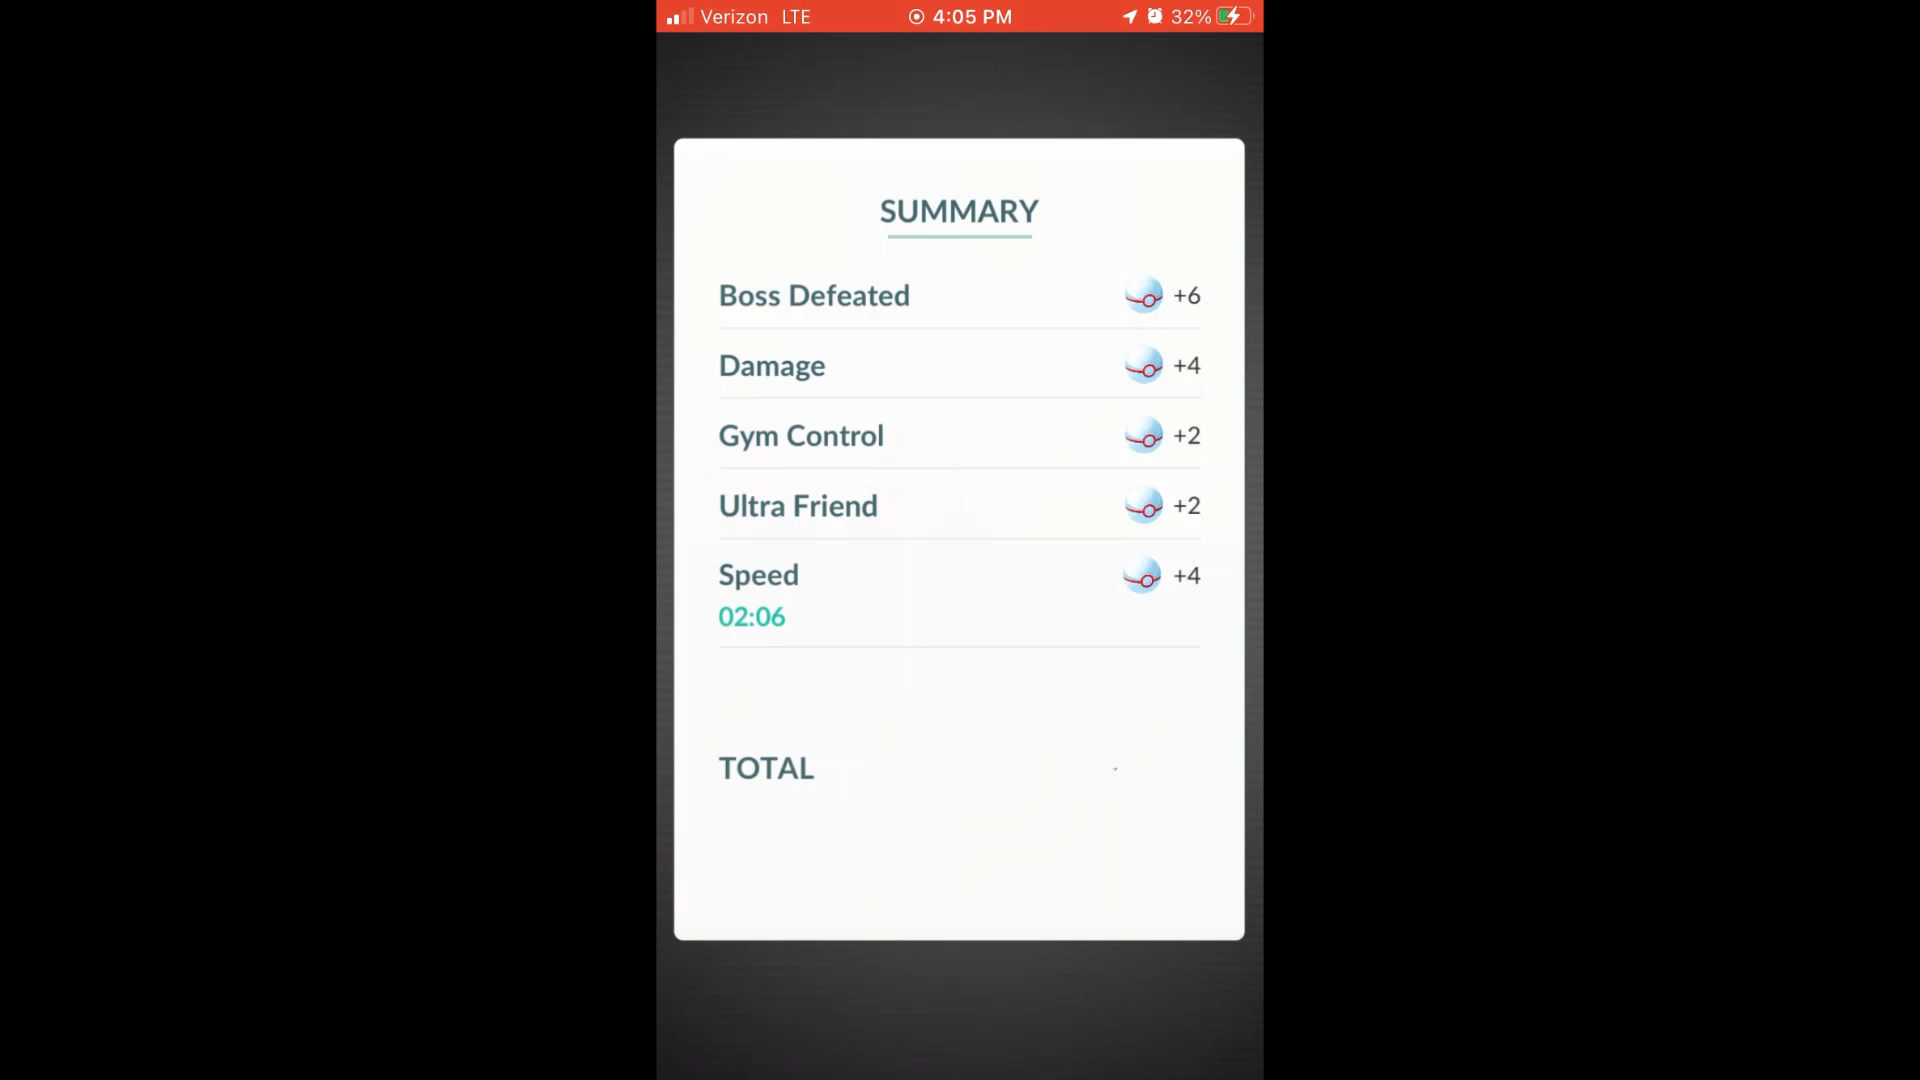 Verizon LTE 4:05 PM 32%
SUMMARY
Boss Defeated +6
Damage +4
Gym Control +2
Ultra Friend +2
Speed +4
02:06
TOTAL